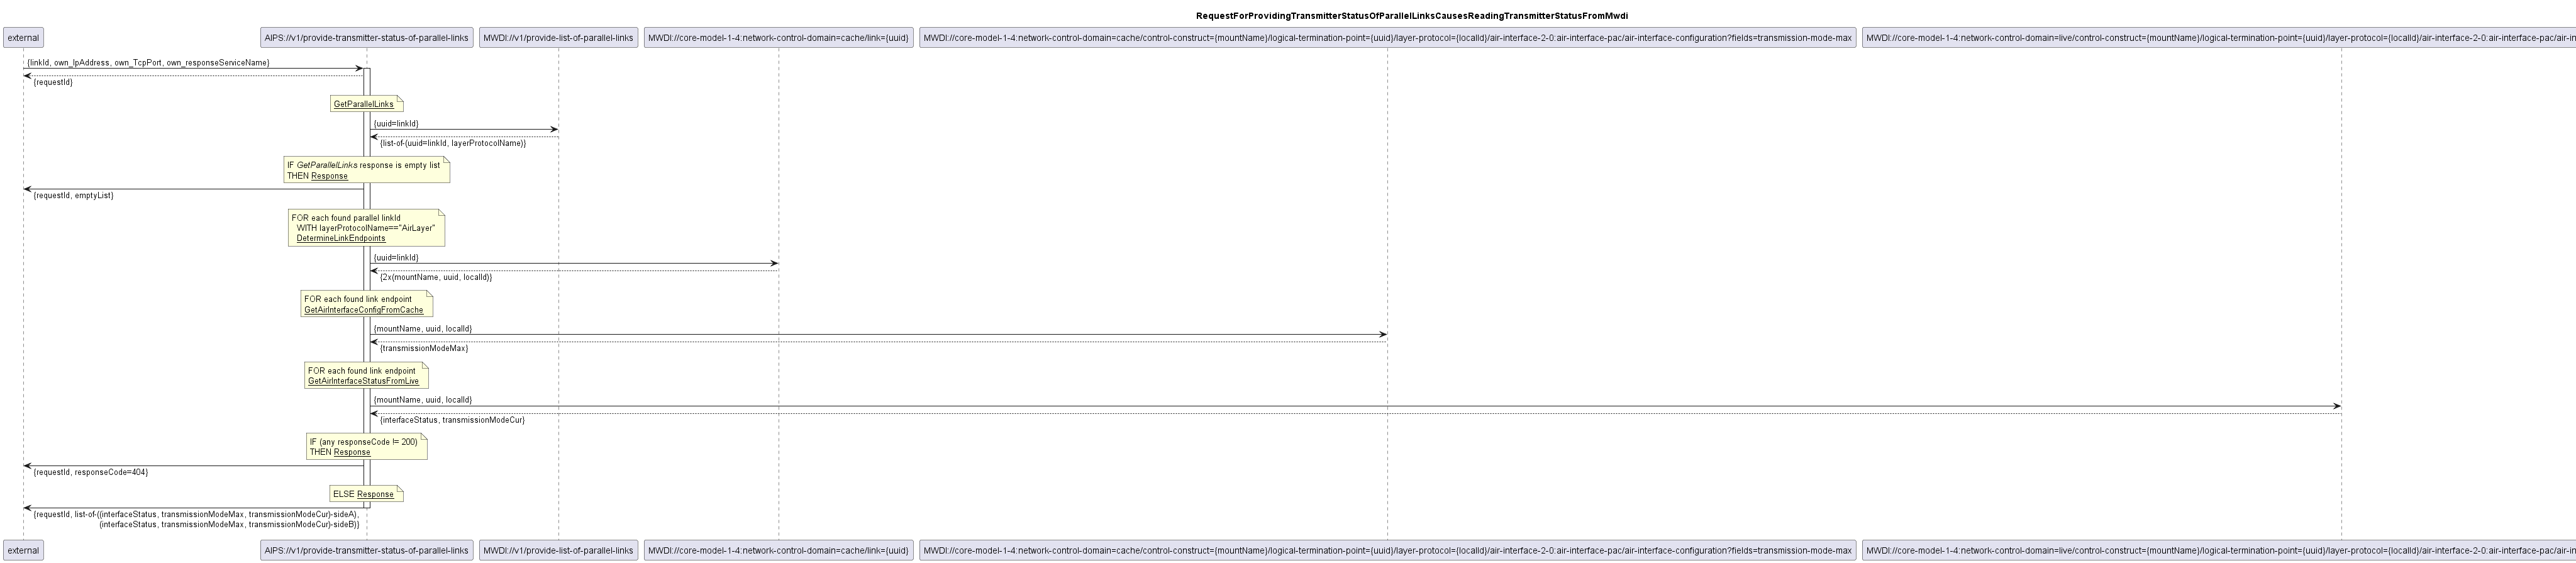 RequestForProvidingTransmitterStatusOfParallelLinksCausesReadingTransmitterStatusFromMwdi
external
AIPS://v1/provide-transmitter-status-of-parallel-links
MWDI://v1/provide-list-of-parallel-links
MWDI://core-model-1-4:network-control-domain=cache/link={uuid}
MWDI://core-model-1-4:network-control-domain=cache/control-construct={mountName}/logical-termination-point={uuid}/layer-protocol={localId}/air-interface-2-0:air-interface-pac/air-interface-configuration?fields=transmission-mode-max
MWDI://core-model-1-4:network-control-domain=live/control-construct={mountName}/logical-termination-point={uuid}/layer-protocol={localId}/air-interface-2-0:air-interface-pac/air-in
{linkId, own_IpAddress, own_TcpPort, own_responseServiceName}
{requestId}
GetParallelLinks
{uuid=linkId}
{list-of-(uuid=linkId, layerProtocolName)}
IF GetParallelLinks response is empty list
THEN Response
{requestId, emptyList}
FOR each found parallel linkId
WITH layerProtocolName=="AirLayer"
DetermineLinkEndpoints
{uuid=linkId}
{2x(mountName, uuid, localId)}
FOR each found link endpoint
GetAirInterfaceConfigFromCache
{mountName, uuid, localId}
{transmissionModeMax}
FOR each found link endpoint
GetAirInterfaceStatusFromLive
{mountName, uuid, localId}
{interfaceStatus, transmissionModeCur}
IF (any responseCode != 200)
THEN Response
{requestId, responseCode=404}
ELSE Response
{requestId, list-of-((interfaceStatus, transmissionModeMax, transmissionModeCur)-sideA),
(interfaceStatus, transmissionModeMax, transmissionModeCur)-sideB)}
external
AIPS://v1/provide-transmitter-status-of-parallel-links
MWDI://v1/provide-list-of-parallel-links
MWDI://core-model-1-4:network-control-domain=cache/link={uuid}
MWDI://core-model-1-4:network-control-domain=cache/control-construct={mountName}/logical-termination-point={uuid}/layer-protocol={localId}/air-interface-2-0:air-interface-pac/air-interface-configuration?fields=transmission-mode-max
MWDI://core-model-1-4:network-control-domain=live/control-construct={mountName}/logical-termination-point={uuid}/layer-protocol={localId}/air-interface-2-0:air-interface-pac/air-in